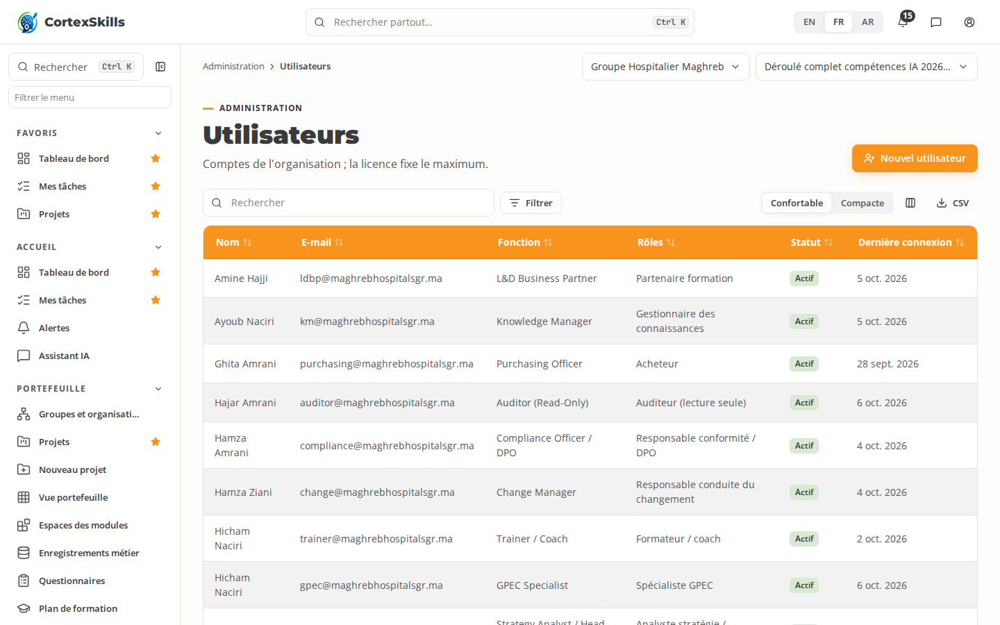 CortexSkills
Rechercher partout...
Ctrl K
EN FR AR
15
Rechercher Ctrl K
Filtrer le menu
FAVORIS
Tableau de bord
Mes tâches
Projets
ACCUEIL
Tableau de bord
Mes tâches
Alertes
Assistant IA
PORTEFEUILLE
Groupes et organisati...
Projets
Nouveau projet
Vue portefeuille
Espaces des modules
Enregistrements métier
Questionnaires
Plan de formation
Administration > Utilisateurs
Groupe Hospitalier Maghreb
Déroulé complet compétences IA 2026...
ADMINISTRATION
Utilisateurs
Comptes de l'organisation ; la licence fixe le maximum.
Nouvel utilisateur
Rechercher
Filtrer
Confortable Compacte
CSV
Nom E-mail Fonction Rôles Statut Dernière connexion
Amine Hajji ldbp@maghrebhospitalsgr.ma L&D Business Partner Partenaire formation Actif 5 oct. 2026
Ayoub Naciri km@maghrebhospitalsgr.ma Knowledge Manager Gestionnaire des connaissances Actif 5 oct. 2026
Ghita Amrani purchasing@maghrebhospitalsgr.ma Purchasing Officer Acheteur Actif 28 sept. 2026
Hajar Amrani auditor@maghrebhospitalsgr.ma Auditor (Read-Only) Auditeur (lecture seule) Actif 6 oct. 2026
Hamza Amrani compliance@maghrebhospitalsgr.ma Compliance Officer / DPO Responsable conformité / DPO Actif 4 oct. 2026
Hamza Ziani change@maghrebhospitalsgr.ma Change Manager Responsable conduite du changement Actif 4 oct. 2026
Hicham Naciri trainer@maghrebhospitalsgr.ma Trainer / Coach Formateur / coach Actif 2 oct. 2026
Hicham Naciri gpec@maghrebhospitalsgr.ma GPEC Specialist Spécialiste GPEC Actif 6 oct. 2026
Strategy Analyst / Head Analyste stratégie /